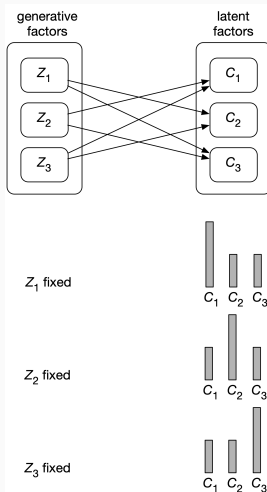 generative factors
latent factors
Z1 C1
Z2 C2
Z3 C3
Z1 fixed
C1 C2 C3
Z2 fixed
C1 C2 C3
Z3 fixed
C1 C2 C3